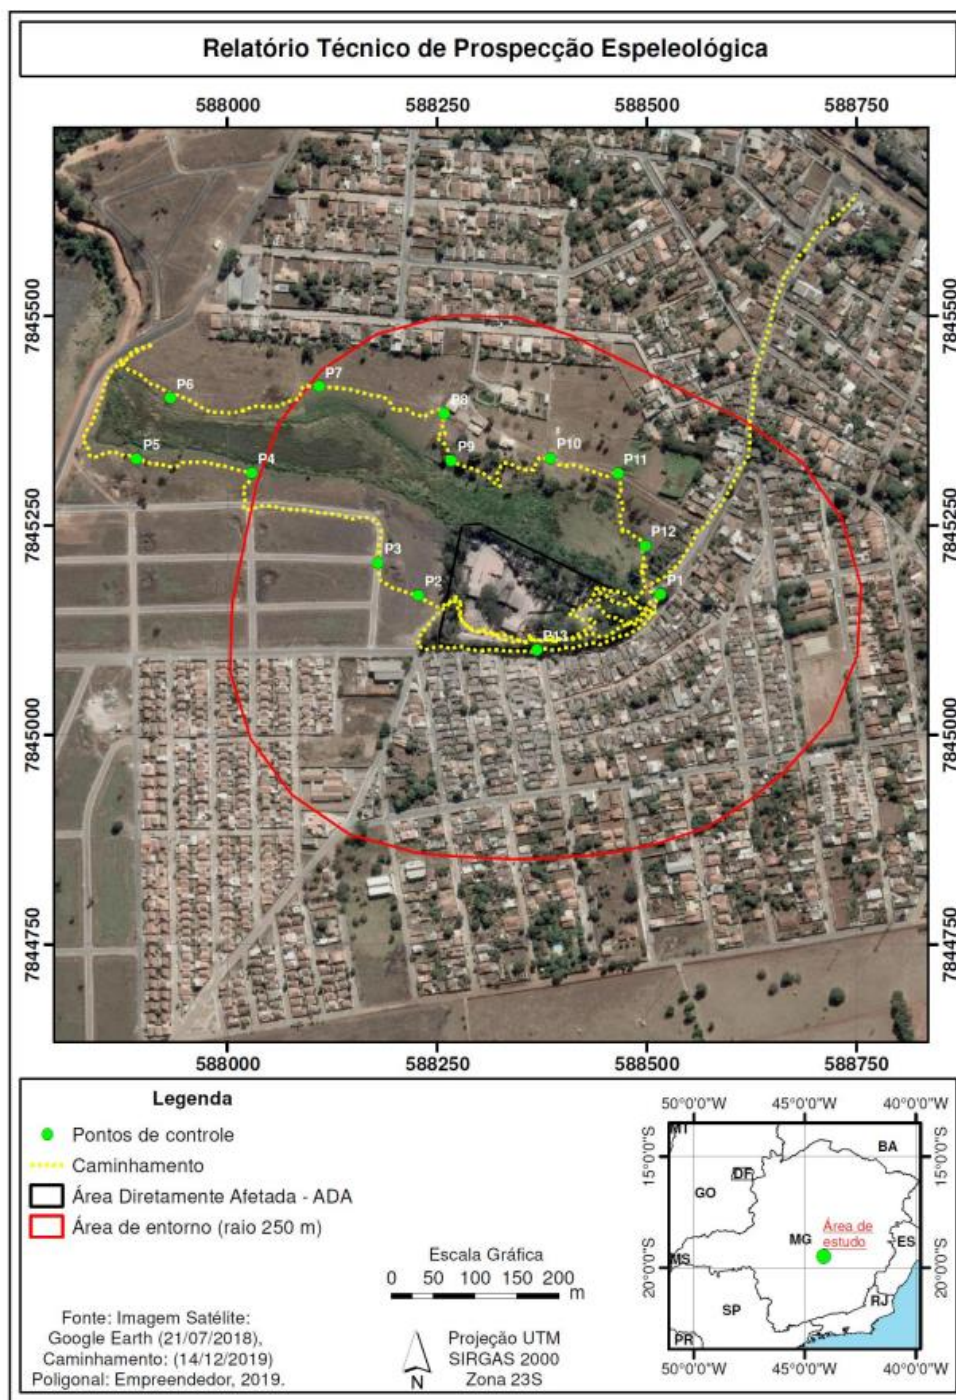 Relatório Técnico de Prospecção Espeleológica
588000 588250 588500 588750
7845500 7845500
P7
P6
P8
P5
P4
P9
P10
P11
7845250 7845250
P12
P3
P2
P1
P13
7845000 7845000
7844750 7844750
588000 588250 588500 588750
Legenda
Pontos de controle
Caminhamento
Área Diretamente Afetada - ADA
Área de entorno (raio 250 m)
Escala Gráfica
0 50 100 150 200
m
Fonte: Imagem Satélite:
Google Earth (21/07/2018),
Caminhamento: (14/12/2019)
Poligonal: Empreendedor, 2019.
N
Projeção UTM
SIRGAS 2000
Zona 23S
50°0'0"W 45°0'0"W 40°0'0"W
MT
BA
15°0'0"S 15°0'0"S
DF
GO
Área de
estudo
MG
ES
MS
20°0'0"S 20°0'0"S
SP
RJ
PR
50°0'0"W 45°0'0"W 40°0'0"W